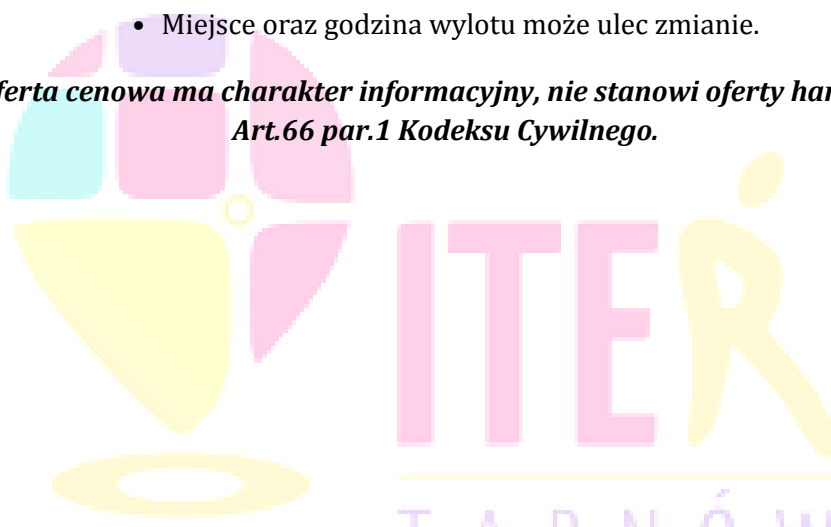 • Miejsce oraz godzina wylotu może ulec zmianie.
ferta cenowa ma charakter informacyjny, nie stanowi oferty han
Art.66 par.1 Kodeksu Cywilnego.
ITER
TARNÓW